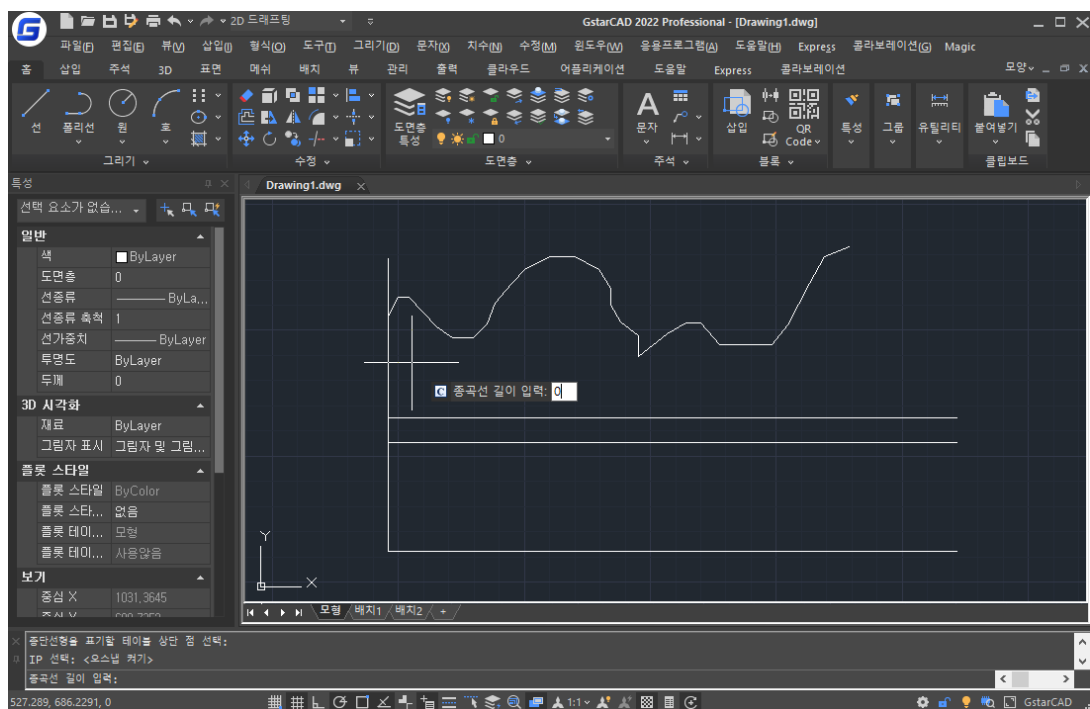 2D 드래프팅
GstarCAD 2022 Professional - [Drawing1.dwg]
파일(F) 편집(E) 뷰(V) 삽입(I) 형식(O) 도구(T) 그리기(D) 문자(X) 치수(N) 수정(M) 윈도우(W) 응용프로그램(A) 도움말(H) Express 콜라보레이션(G) Magic
홈 삽입 주석 3D 표면 메쉬 배치 뷰 관리 출력 클라우드 어플리케이션 도움말 Express 콜라보레이션 모양
선 폴리선 원 호
도면층 특성
0
문자
삽입
QR Code
특성 그룹 유틸리티 붙여넣기
그리기 수정 도면층 주석 블록 클립보드
특성
Drawing1.dwg
선택 요소가 없습...
일반
색 ByLayer
도면층 0
선종류 ByLa...
선종류 축척 1
선가중치 ByLayer
투명도 ByLayer
두께 0
3D 시각화
재료 ByLayer
그림자 표시 그림자 및 그림...
플롯 스타일
플롯 스타일 ByColor
플롯 스타... 없음
플롯 테이... 모형
플롯 테이... 사용않음
보기
중심 X 1031,3645
종곡선 길이 입력: 0
Y
X
모형 배치1 배치2 +
종단선형을 표기할 테이블 상단 점 선택:
IP 선택: <오스냅 켜기>
종곡선 길이 입력:
527.289, 686.2291, 0
1:1
GstarCAD